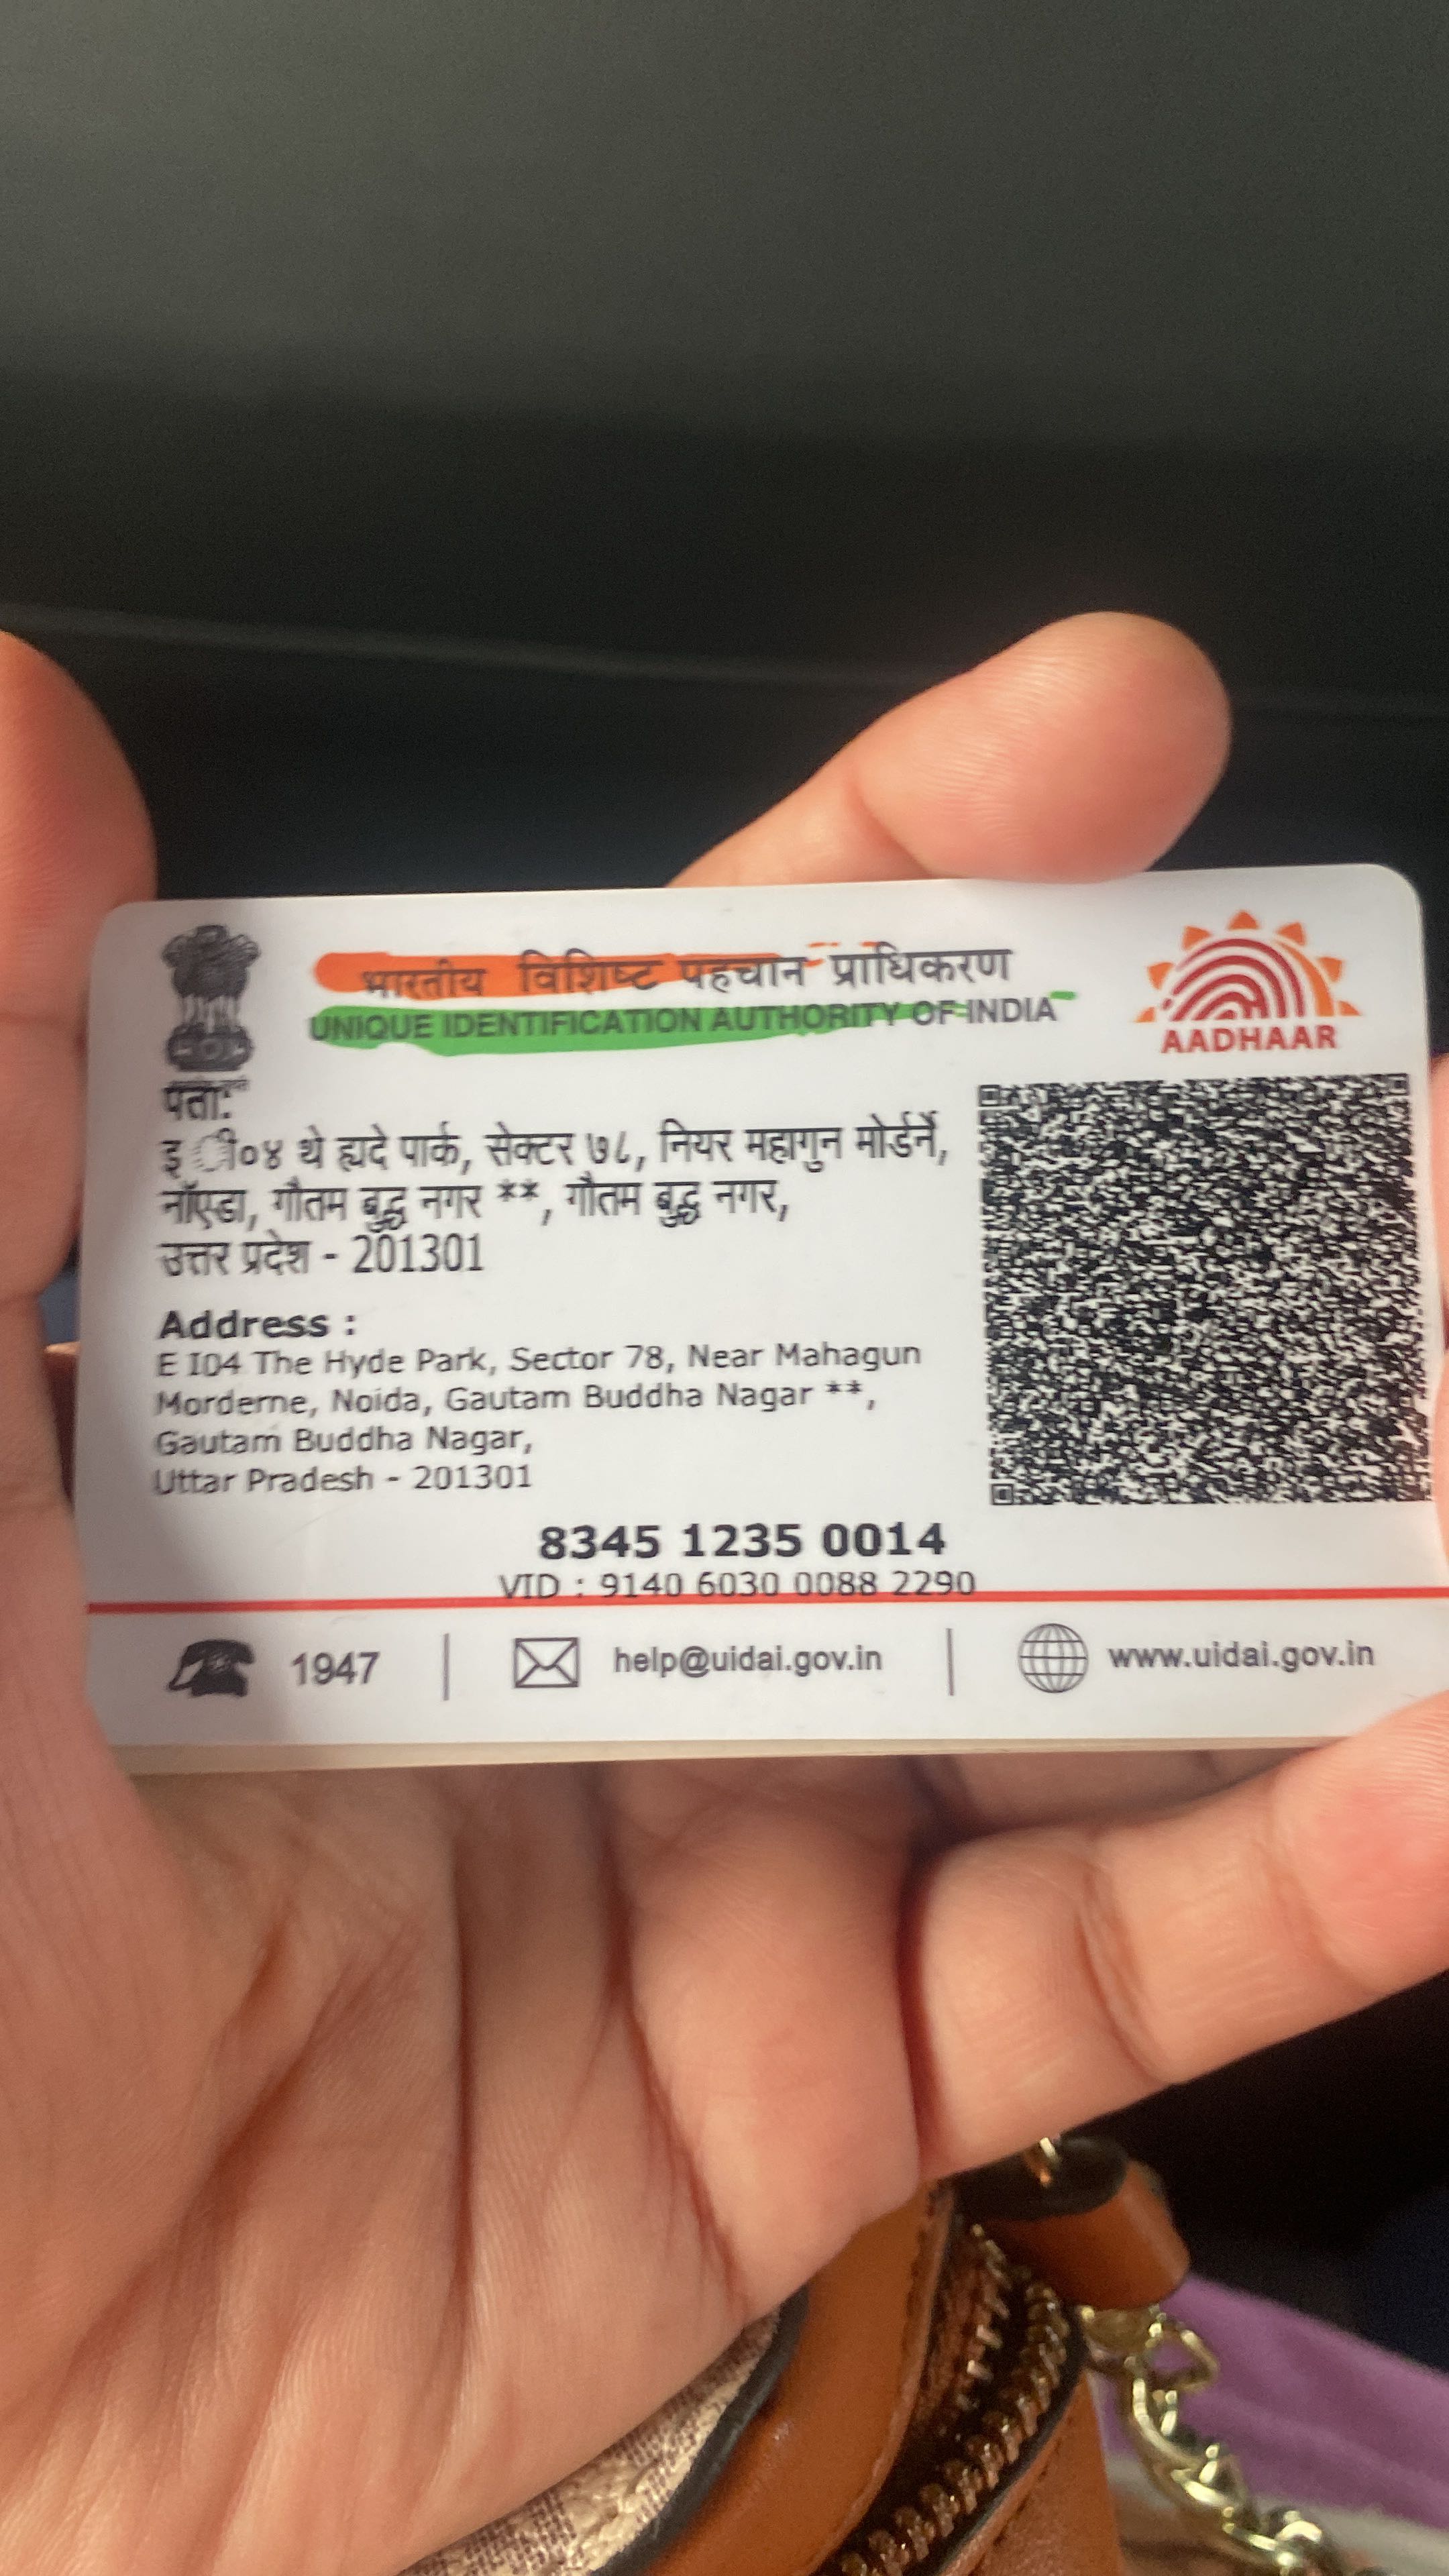 भारतीय विशिष्ट पहचान प्राधिकरण
UNIQUE IDENTIFICATION AUTHORITY OF INDIA
AADHAAR
पता:
इ ी०४ थे ह्यदे पार्क, सेक्टर ७८, नियर महागुन मोर्डर्ने,
नॉएडा, गौतम बुद्ध नगर **, गौतम बुद्ध नगर,
उत्तर प्रदेश - 201301
Address :
E I04 The Hyde Park, Sector 78, Near Mahagun
Morderne, Noida, Gautam Buddha Nagar **,
Gautam Buddha Nagar,
Uttar Pradesh - 201301
8345 1235 0014
VID : 9140 6030 0088 2290
1947
help@uidai.gov.in
www.uidai.gov.in